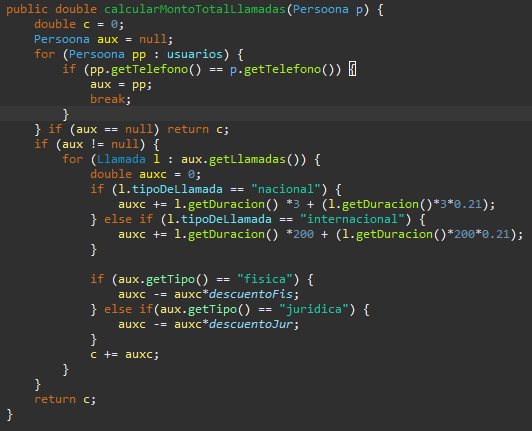 public double calcularMontoTotalLlamadas(Persoona p) {
    double c = 0;
    Persoona aux = null;
    for (Persoona pp : usuarios) {
        if (pp.getTelefono() == p.getTelefono()) {
            aux = pp;
            break;
        }
    } if (aux == null) return c;
    if (aux != null) {
        for (Llamada l : aux.getLlamadas()) {
            double auxc = 0;
            if (l.tipoDeLlamada == "nacional") {
                auxc += l.getDuracion() *3 + (l.getDuracion()*3*0.21);
            } else if (l.tipoDeLlamada == "internacional") {
                auxc += l.getDuracion() *200 + (l.getDuracion()*200*0.21);
            }

            if (aux.getTipo() == "fisica") {
                auxc -= auxc*descuentoFis;
            } else if(aux.getTipo() == "juridica") {
                auxc -= auxc*descuentoJur;
            }
            c += auxc;
        }
    }
    return c;
}